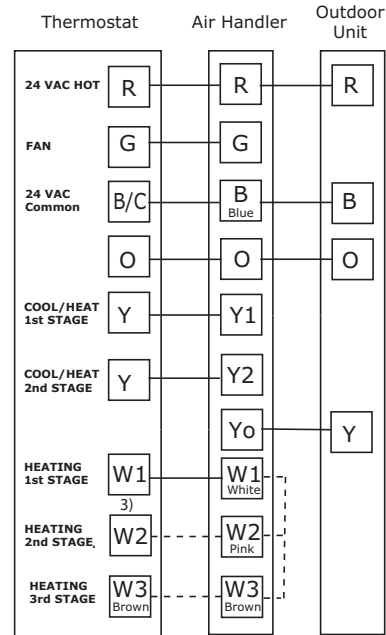 Thermostat Air Handler Outdoor
Unit
24 VAC HOT R R R
FAN G G
24 VAC
Common B/C B B
Blue
O O O
COOL/HEAT
1st STAGE Y Y1
COOL/HEAT
2nd STAGE Y Y2
Yo Y
HEATING
1st STAGE W1 W1
White
3)
HEATING
2nd STAGE. W2 W2
Pink
HEATING
3rd STAGE W3 W3
Brown Brown